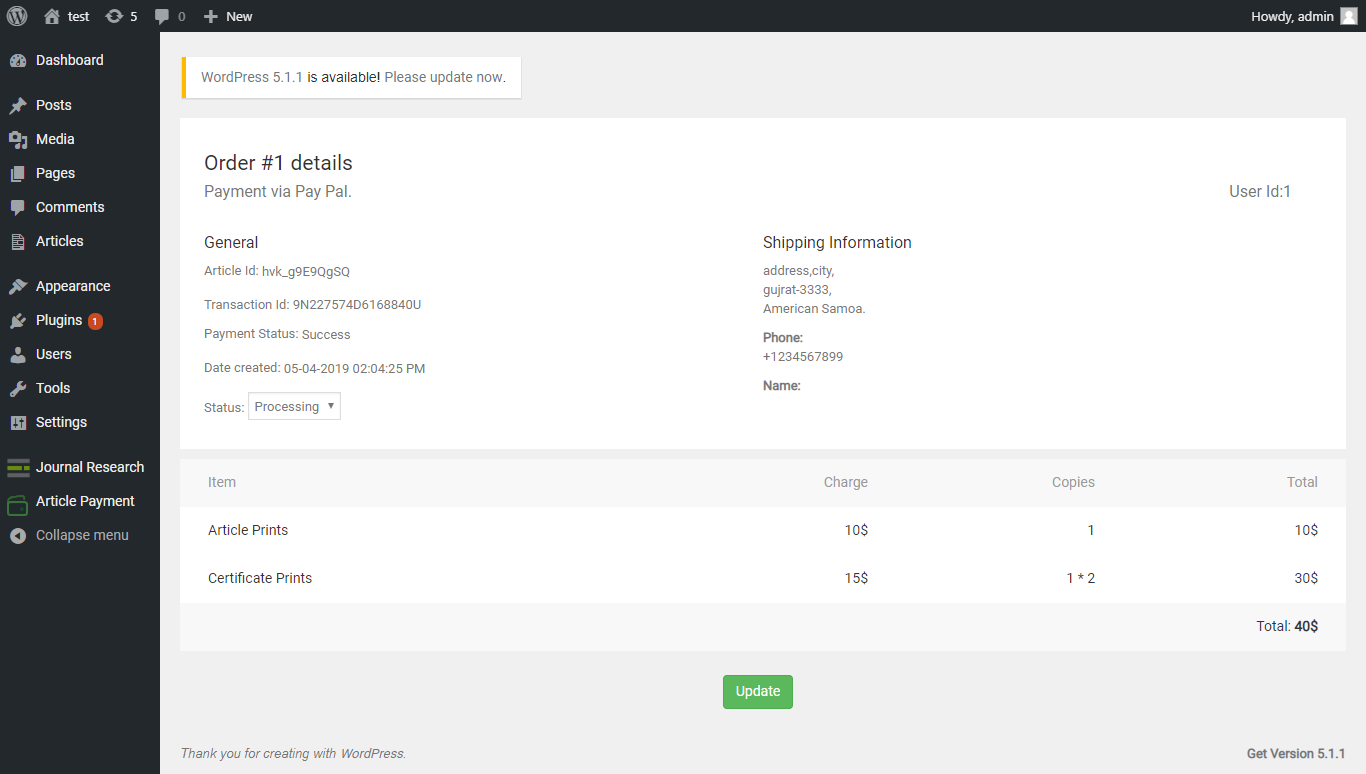 test 5 0 New Howdy, admin
Dashboard
Posts
Media
Pages
Comments
Articles
Appearance
Plugins 1
Users
Tools
Settings
Journal Research
Article Payment
Collapse menu
WordPress 5.1.1 is available! Please update now.
Order #1 details
Payment via Pay Pal. User Id:1
General
Article Id: hvk_g9E9QgSQ
Transaction Id: 9N227574D6168840U
Payment Status: Success
Date created: 05-04-2019 02:04:25 PM
Status: Processing
Shipping Information
address,city,
gujrat-3333,
American Samoa.
Phone:
+1234567899
Name:
Item Charge Copies Total
Article Prints 10$ 1 10$
Certificate Prints 15$ 1 * 2 30$
Total: 40$
Update
Thank you for creating with WordPress. Get Version 5.1.1